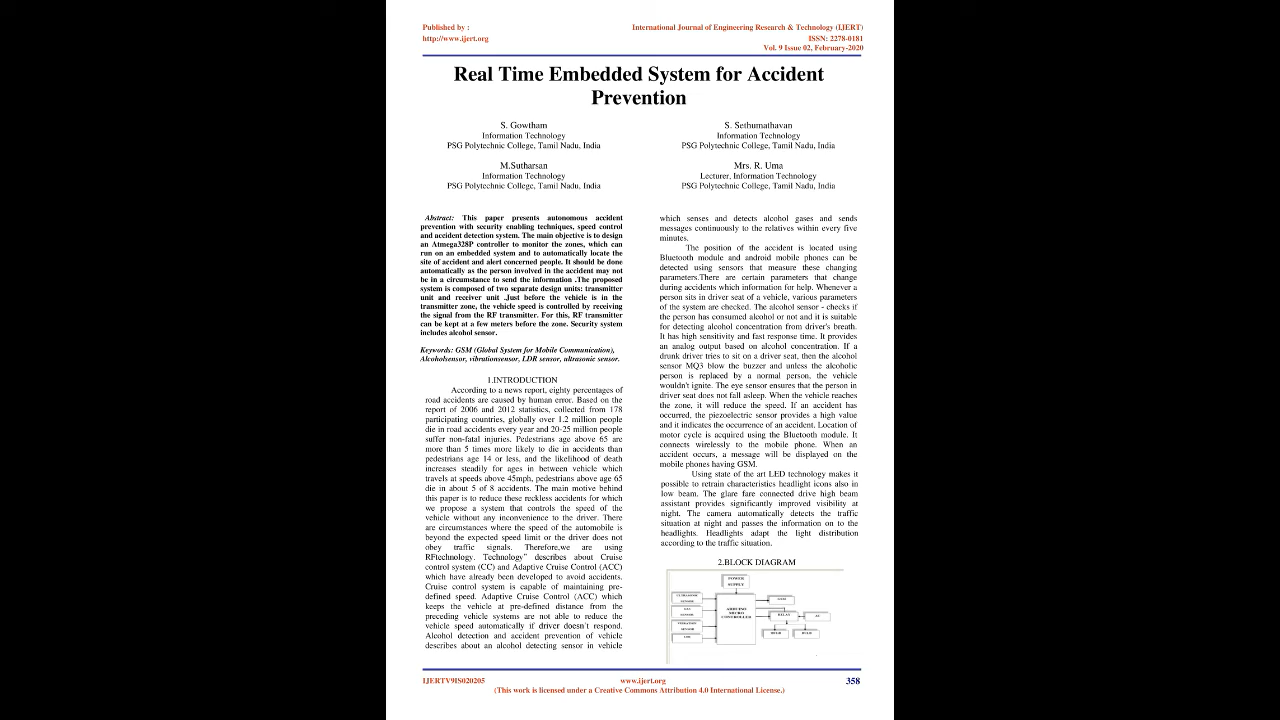 Published by :
http://www.ijert.org
International Journal of Engineering Research & Technology (IJERT)
ISSN: 2278-0181
Vol. 9 Issue 02, February-2020
Real Time Embedded System for Accident
Prevention
S. Gowtham
Information Technology
PSG Polytechnic College, Tamil Nadu, India
S. Sethumathavan
Information Technology
PSG Polytechnic College, Tamil Nadu, India
M.Sutharsan
Information Technology
PSG Polytechnic College, Tamil Nadu, India
Mrs. R. Uma
Lecturer, Information Technology
PSG Polytechnic College, Tamil Nadu, India
Abstract: This paper presents autonomous accident
prevention with security enabling techniques, speed control
and accident detection system. The main objective is to design
an Atmega328P controller to monitor the zones, which can
run on an embedded system and to automatically locate the
site of accident and alert concerned people. It should be done
automatically as the person involved in the accident may not
be in a circumstance to send the information .The proposed
system is composed of two separate design units: transmitter
unit and receiver unit .Just before the vehicle is in the
transmitter zone, the vehicle speed is controlled by receiving
the signal from the RF transmitter. For this, RF transmitter
can be kept at a few meters before the zone. Security system
includes alcohol sensor.
Keywords: GSM (Global System for Mobile Communication),
Alcoholsensor, vibrationsensor, LDR sensor, ultrasonic sensor.
1.INTRODUCTION
According to a news report, eighty percentages of
road accidents are caused by human error. Based on the
report of 2006 and 2012 statistics, collected from 178
participating countries, globally over 1.2 million people
die in road accidents every year and 20-25 million people
suffer non-fatal injuries. Pedestrians age above 65 are
more than 5 times more likely to die in accidents than
pedestrians age 14 or less, and the likelihood of death
increases steadily for ages in between vehicle which
travels at speeds above 45mph, pedestrians above age 65
die in about 5 of 8 accidents. The main motive behind
this paper is to reduce these reckless accidents for which
we propose a system that controls the speed of the
vehicle without any inconvenience to the driver. There
are circumstances where the speed of the automobile is
beyond the expected speed limit or the driver does not
obey traffic signals. Therefore,we are using
RFtechnology. Technology" describes about Cruise
control system (CC) and Adaptive Cruise Control (ACC)
which have already been developed to avoid accidents.
Cruise control system is capable of maintaining pre-
defined speed. Adaptive Cruise Control (ACC) which
keeps the vehicle at pre-defined distance from the
preceding vehicle systems are not able to reduce the
vehicle speed automatically if driver doesn't respond.
Alcohol detection and accident prevention of vehicle
describes about an alcohol detecting sensor in vehicle
which senses and detects alcohol gases and sends
messages continuously to the relatives within every five
minutes.
The position of the accident is located using
Bluetooth module and android mobile phones can be
detected using sensors that measure these changing
parameters.There are certain parameters that change
during accidents which information for help. Whenever a
person sits in driver seat of a vehicle, various parameters
of the system are checked. The alcohol sensor - checks if
the person has consumed alcohol or not and it is suitable
for detecting alcohol concentration from driver's breath.
It has high sensitivity and fast response time. It provides
an analog output based on alcohol concentration. If a
drunk driver tries to sit on a driver seat, then the alcohol
sensor MQ3 blow the buzzer and unless the alcoholic
person is replaced by a normal person, the vehicle
wouldn't ignite. The eye sensor ensures that the person in
driver seat does not fall asleep. When the vehicle reaches
the zone, it will reduce the speed. If an accident has
occurred, the piezoelectric sensor provides a high value
and it indicates the occurrence of an accident. Location of
motor cycle is acquired using the Bluetooth module. It
connects wirelessly to the mobile phone. When an
accident occurs, a message will be displayed on the
mobile phones having GSM.
Using state of the art LED technology makes it
possible to retrain characteristics headlight icons also in
low beam. The glare fare connected drive high beam
assistant provides significantly improved visibility at
night. The camera automatically detects the traffic
situation at night and passes the information on to the
headlights. Headlights adapt the light distribution
according to the traffic situation.
2.BLOCK DIAGRAM
POWER
SUPPLY
SENSOR
GAS
SENSOR
VIBRATION
SENSOR
ARDUINO
MICRO
CONTROLLER
RELAY
IJERTV9IS020205
www.ijert.org
(This work is licensed under a Creative Commons Attribution 4.0 International License.)
358